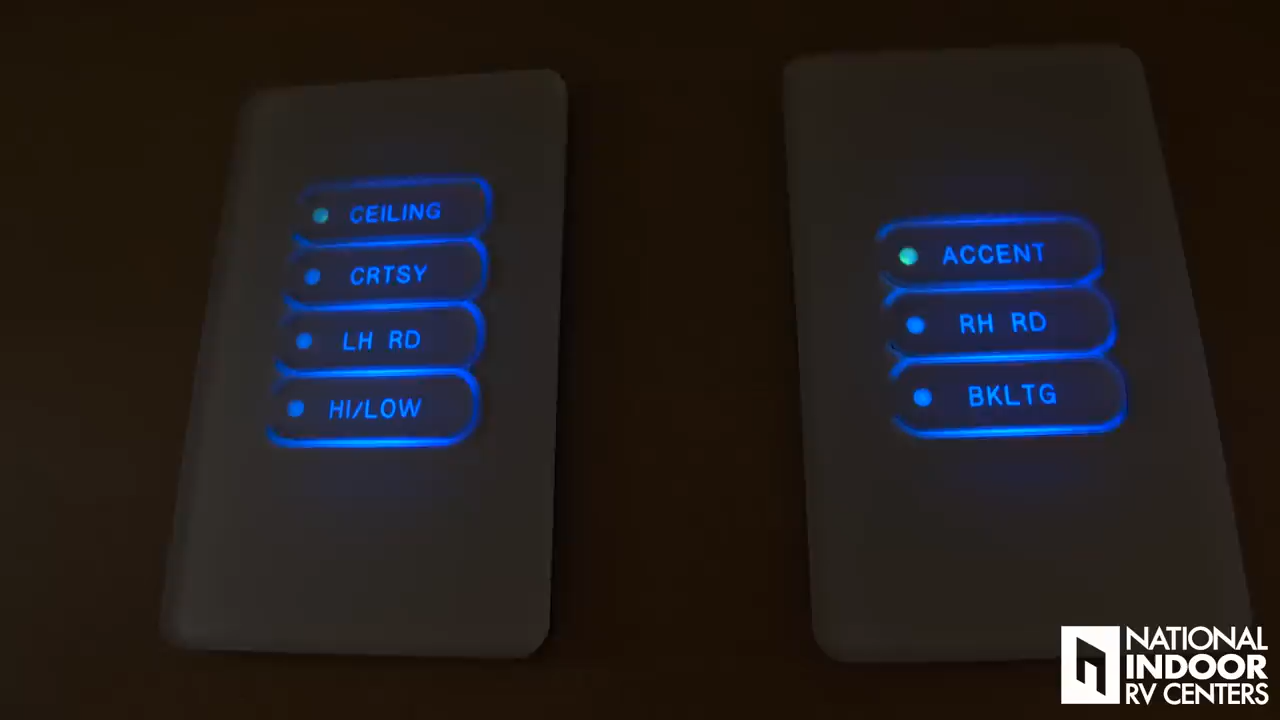 CEILING
CRTSY
LH RD
HI/LOW
ACCENT
RH RD
BKLTG
NATIONAL
INDOOR
RV CENTERS